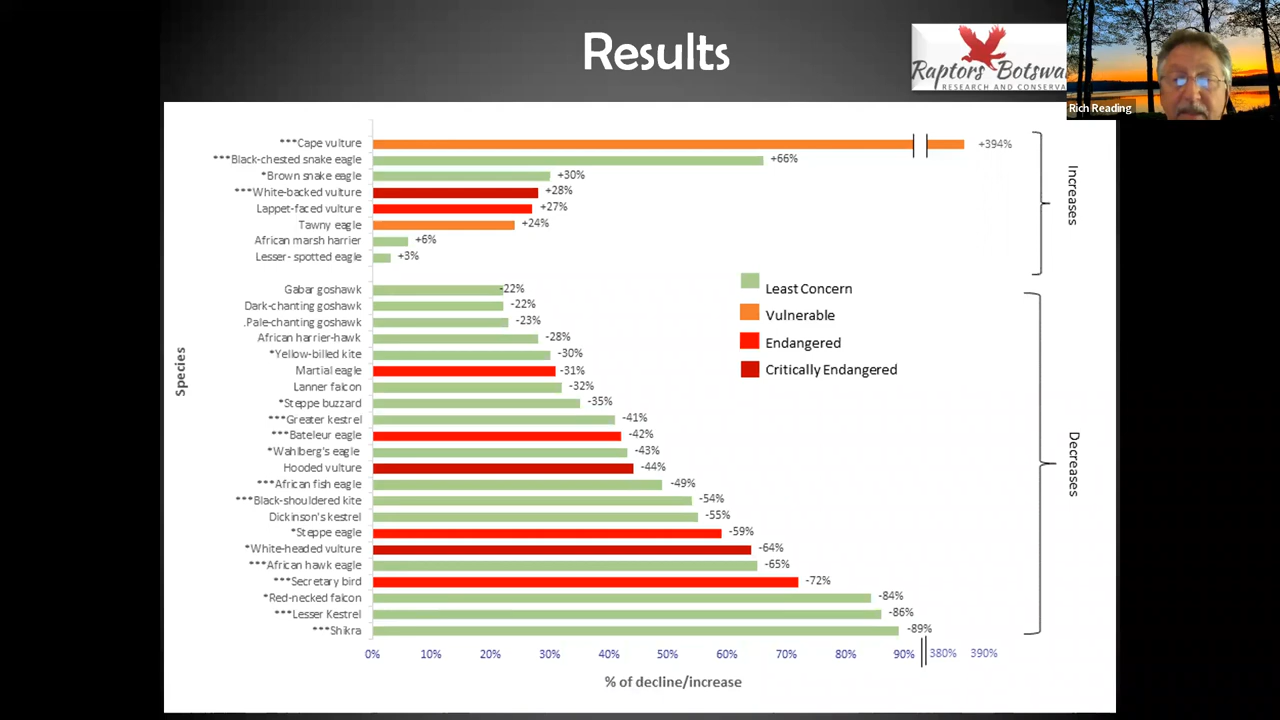 Results
Raptors Botswa
RESEARCH AND CONSERVA
Rich Reading
***Cape vulture
+394%
***Black-chested snake eagle
+66%
*Brown snake eagle
+30%
***White-backed vulture
+28%
Lappet-faced vulture
+27%
Tawny eagle
+24%
African marsh harrier
+6%
Lesser- spotted eagle
+3%
Increases
Gabar goshawk
-22%
Dark-chanting goshawk
-22%
.Pale-chanting goshawk
-23%
African harrier-hawk
-28%
*Yellow-billed kite
-30%
Martial eagle
-31%
Lanner falcon
-32%
*Steppe buzzard
-35%
***Greater kestrel
-41%
***Bateleur eagle
-42%
*Wahlberg's eagle
-43%
Hooded vulture
-44%
***African fish eagle
-49%
***Black-shouldered kite
-54%
Dickinson's kestrel
-55%
*Steppe eagle
-59%
*White-headed vulture
-64%
***African hawk eagle
-65%
***Secretary bird
-72%
*Red-necked falcon
-84%
***Lesser Kestrel
-86%
***Shikra
-89%
Decreases
Least Concern
Vulnerable
Endangered
Critically Endangered
Species
0% 10% 20% 30% 40% 50% 60% 70% 80% 90% 380% 390%
% of decline/increase